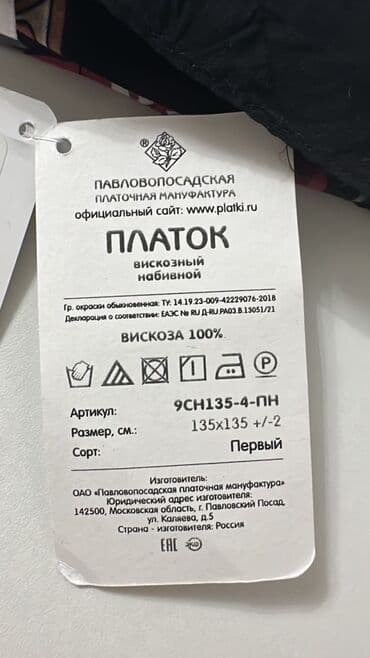 ®
ПАВЛОВОПОСАДСКАЯ
ПЛАТОЧНАЯ МАНУФАКТУРА
официальный сайт: www.platki.ru
ПЛАТОК
вискозный
набивной
Гр. окраски обыкновенная: ТУ: 14.19.23-009-42229076-2018
Декларация о соответствии: ЕАЭС № RU Д-RU.РА03.В.13051/21
ВИСКОЗА 100%
P
Артикул: 9СН135-4-ПН
Размер, см.: 135х135 +/-2
Сорт: Первый
Изготовитель:
ОАО «Павловопосадская платочная мануфактура»
Юридический адрес изготовителя:
142500, Московская область, г. Павловский Посад,
ул. Каляева, д.5
Страна - изготовителя: Россия
ЕАС